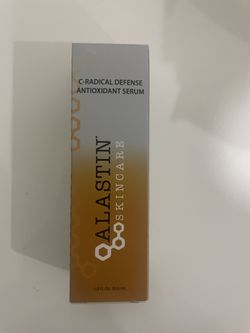 C-RADICAL DEFENSE
ANTIOXIDANT SERUM
ALASTIN
SKINCARE